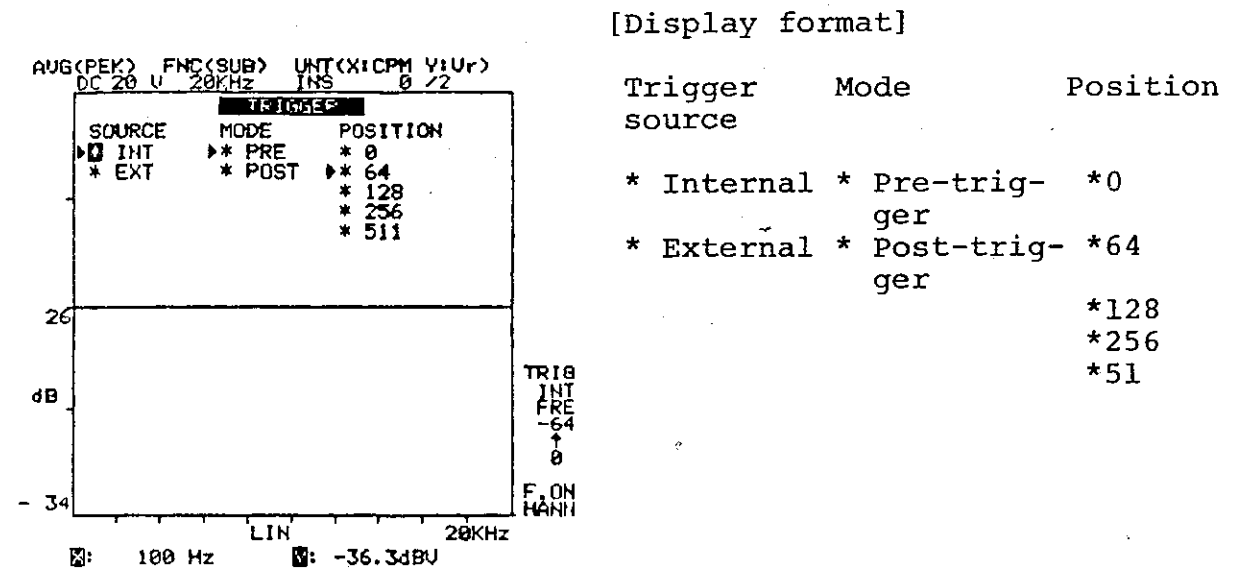 AVG(PEK) FNC(SUB) UNT(X:CPM Y:Vr)
DC 20 V 20KHz INS 0 /2
TRIGGER
SOURCE MODE POSITION
* INT * PRE * 0
* EXT * POST * 64
* 128
* 256
* 511
26
dB
- 34
LIN 20KHz
X: 100 Hz Y: -36.3dBV
TRIG
INT
PRE
-64
↑
0
F.ON
HANN
[Display format]
Trigger Mode Position
source
* Internal * Pre-trig- *0
ger
* External * Post-trig- *64
ger
*128
*256
*51